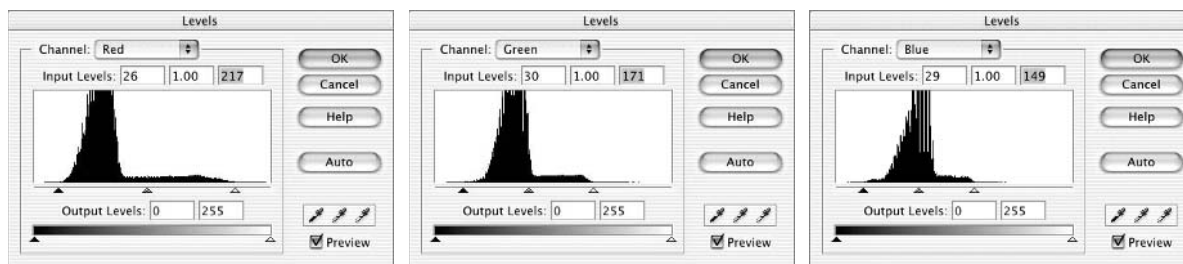 Levels
Channel: Red
OK
Input Levels: 26 1.00 217
Cancel
Help
Auto
Output Levels: 0 255
Preview
Levels
Channel: Green
OK
Input Levels: 30 1.00 171
Cancel
Help
Auto
Output Levels: 0 255
Preview
Levels
Channel: Blue
OK
Input Levels: 29 1.00 149
Cancel
Help
Auto
Output Levels: 0 255
Preview